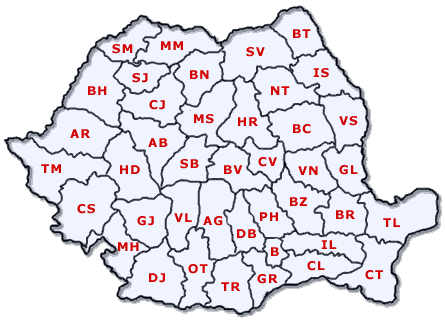 BT
SM
MM
SV
BN
IS
SJ
BH
NT
CJ
MS
HR
VS
AR
BC
AB
SB
BV
CV
VN
GL
TM
HD
CS
GJ
VL
AG
PH
BZ
BR
TL
DB
MH
B
IL
OT
CL
CT
DJ
TR
GR